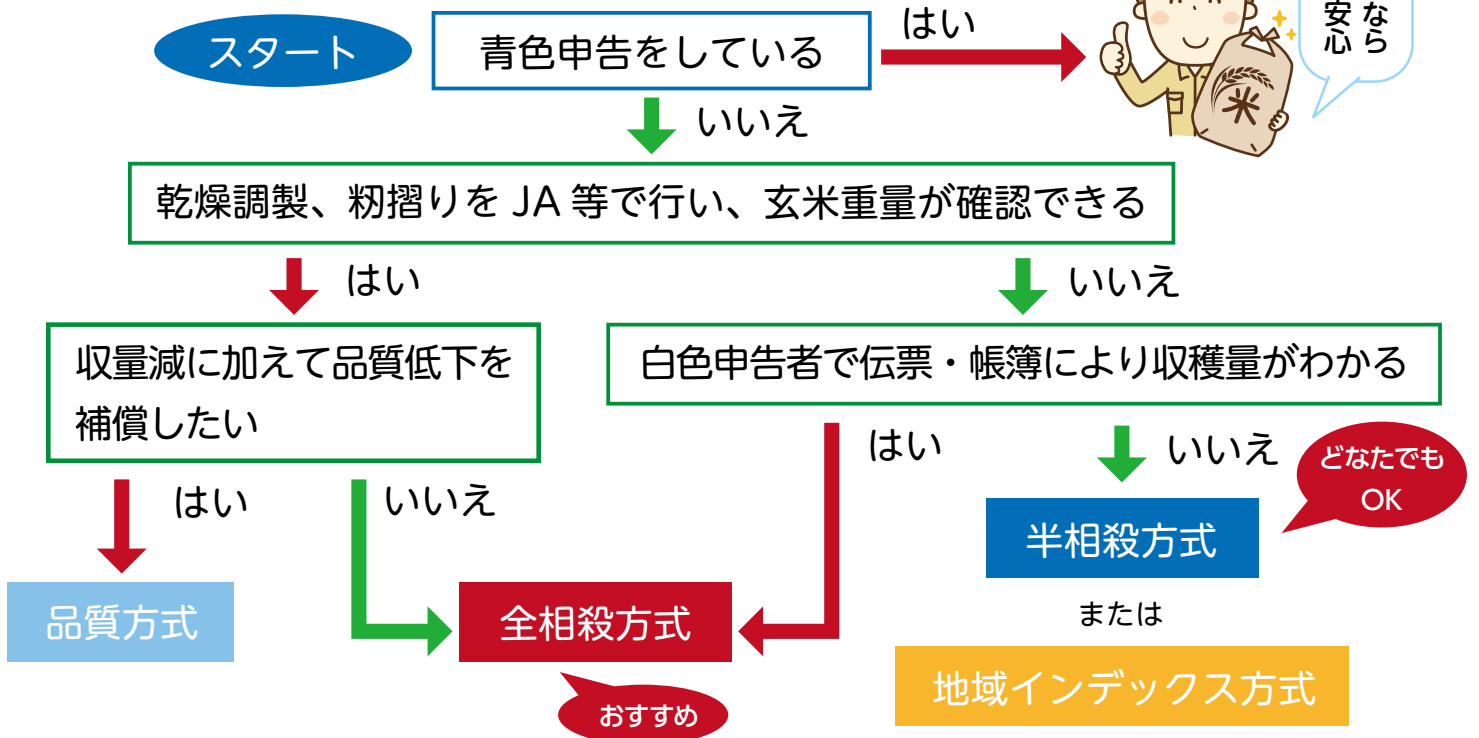 スタート
青色申告をしている
はい
なら
安心
米
いいえ
乾燥調製、籾摺りを JA 等で行い、玄米重量が確認できる
はい
いいえ
収量減に加えて品質低下を
補償したい
白色申告者で伝票・帳簿により収穫量がわかる
はい
いいえ
はい
いいえ
どなたでも
OK
品質方式
全相殺方式
おすすめ
半相殺方式
または
地域インデックス方式